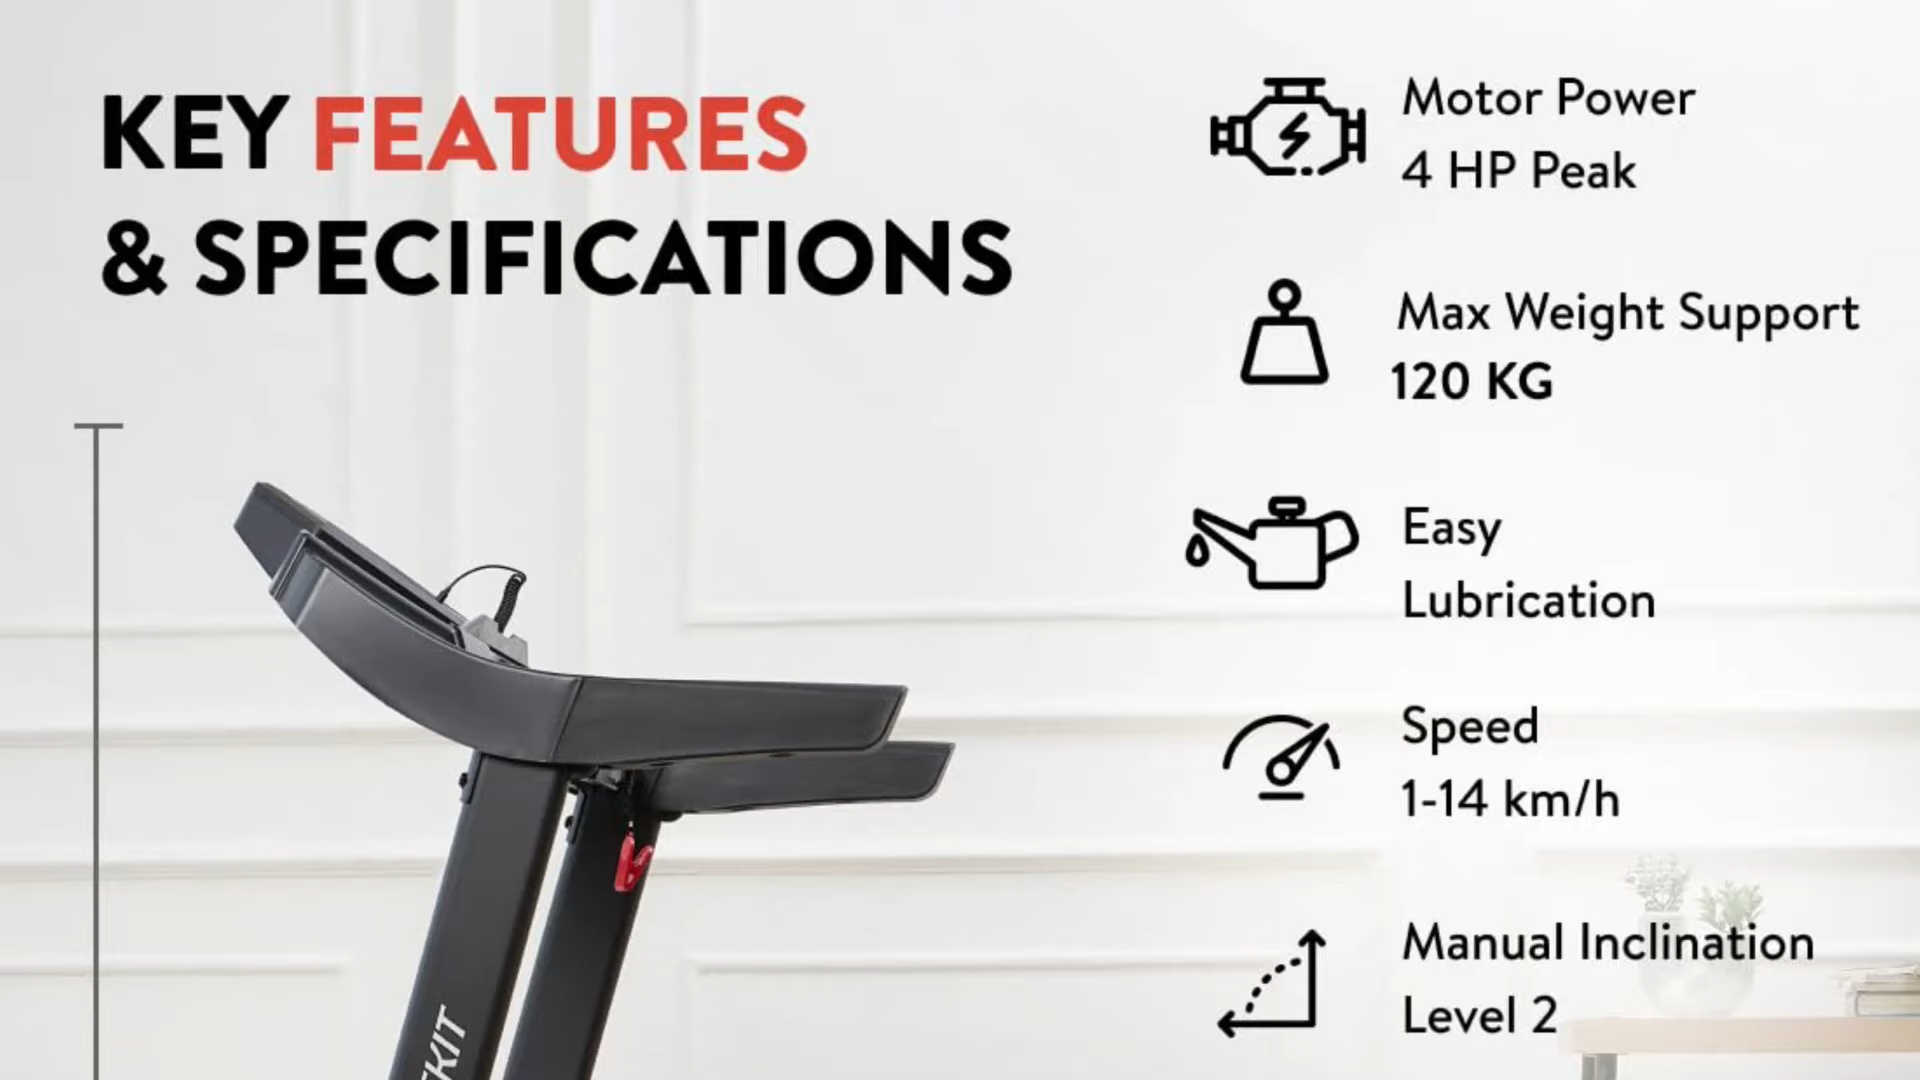 KEY FEATURES
& SPECIFICATIONS
Motor Power
4 HP Peak
Max Weight Support
120 KG
Easy
Lubrication
Speed
1-14 km/h
Manual Inclination
Level 2